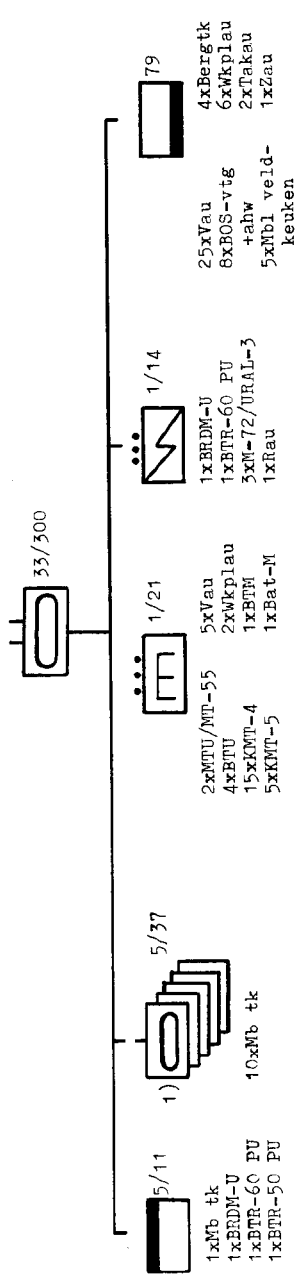 33/300
5/11
1xMb tk
1xBRDM-U
1xBTR-60 PU
1xBTR-50 PU
1)
5/37
10xMb tk
1/21
2xMTU/MT-55
4xBTU
15xKMT-4
5xKMT-5
5xVau
2xWkplau
1xBTM
1xBat-M
1/14
1xBRDM-U
1xBTR-60 PU
3xM-72/URAL-3
1xRau
79
25xVau
8xBOS-vtg
+ahw
5xMbl veld-
keuken
4xBergtk
6xWkplau
2xTakau
1xZau